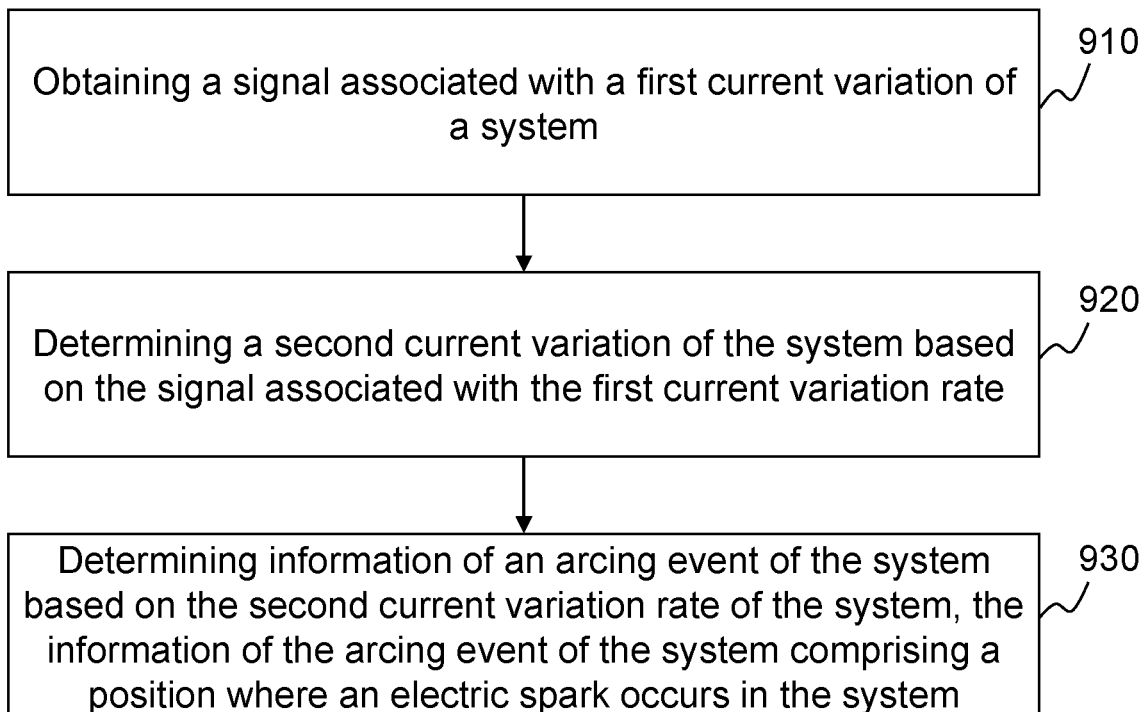 910
Obtaining a signal associated with a first current variation of
a system
920
Determining a second current variation of the system based
on the signal associated with the first current variation rate
930
Determining information of an arcing event of the system
based on the second current variation rate of the system, the
information of the arcing event of the system comprising a
position where an electric spark occurs in the system